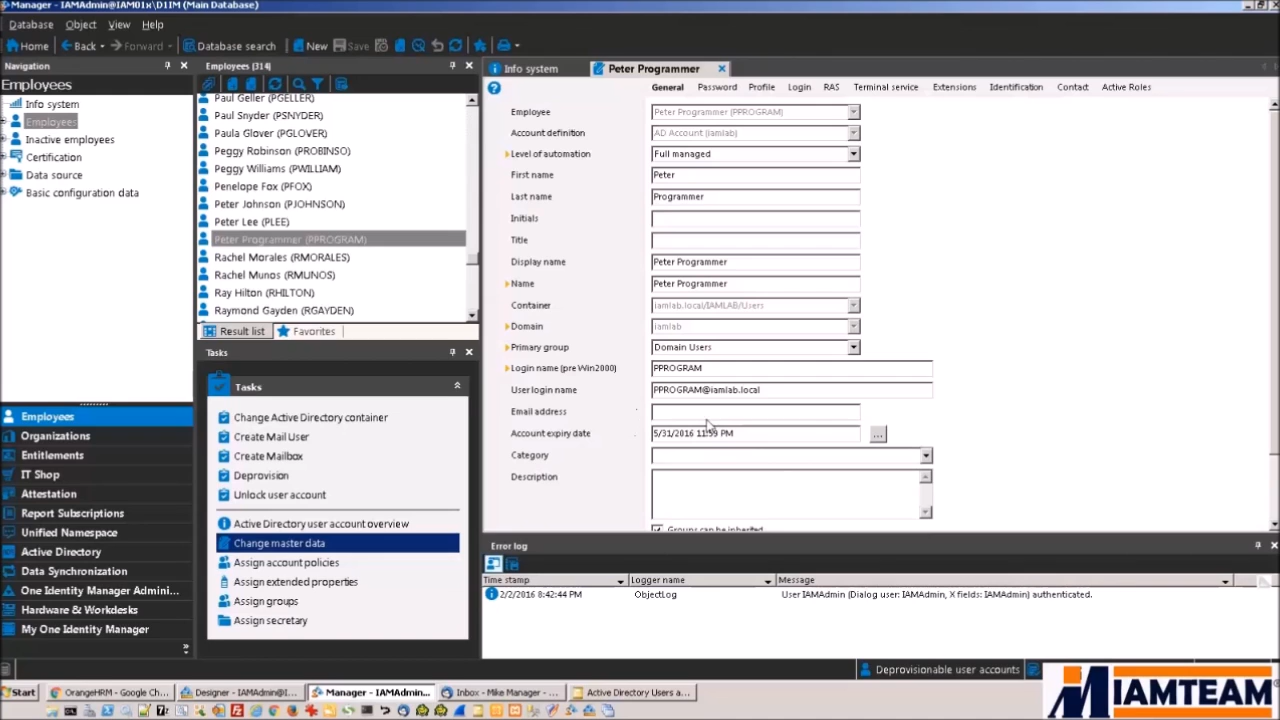 Manager - IAMAdmin@IAM01x\D1IM (Main Database)
Database Object View Help
Home Back Forward Database search New Save
Navigation
Employees
Info system
Employees
Inactive employees
Certification
Data source
Basic configuration data
Employees
Organizations
Entitlements
IT Shop
Attestation
Report Subscriptions
Unified Namespace
Active Directory
Data Synchronization
One Identity Manager Admini...
Hardware & Workdesks
My One Identity Manager
Employees (314)
Paul Geller (PGELLER)
Paul Snyder (PSNYDER)
Paula Glover (PGLOVER)
Peggy Robinson (PROBINSO)
Peggy Williams (PWILLIAM)
Penelope Fox (PFOX)
Peter Johnson (PJOHNSON)
Peter Lee (PLEE)
Peter Programmer (PPROGRAM)
Rachel Morales (RMORALES)
Rachel Munos (RMUNOS)
Ray Hilton (RHILTON)
Raymond Gayden (RGAYDEN)
Result list Favorites
Tasks
Tasks
Change Active Directory container
Create Mail User
Create Mailbox
Deprovision
Unlock user account
Active Directory user account overview
Change master data
Assign account policies
Assign extended properties
Assign groups
Assign secretary
Info system Peter Programmer
General Password Profile Login RAS Terminal service Extensions Identification Contact Active Roles
Employee Peter Programmer (PPROGRAM)
Account definition AD Account (iamlab)
Level of automation Full managed
First name Peter
Last name Programmer
Initials
Title
Display name Peter Programmer
Name Peter Programmer
Container iamlab.local/IAMLAB/Users
Domain iamlab
Primary group Domain Users
Login name (pre Win2000) PPROGRAM
User login name PPROGRAM@iamlab.local
Email address
Account expiry date 5/31/2016 11:59 PM ...
Category
Description
Groups can be inherited
Error log
Time stamp Logger name Message
2/2/2016 8:42:44 PM ObjectLog User IAMAdmin (Dialog user: IAMAdmin, X fields: IAMAdmin) authenticated.
Deprovisionable user accounts
Start OrangeHRM - Google Ch... Designer - IAMAdmin@I... Manager - IAMAdmin... Inbox - Mike Manager - ... Active Directory Users a...
IAMTEAM